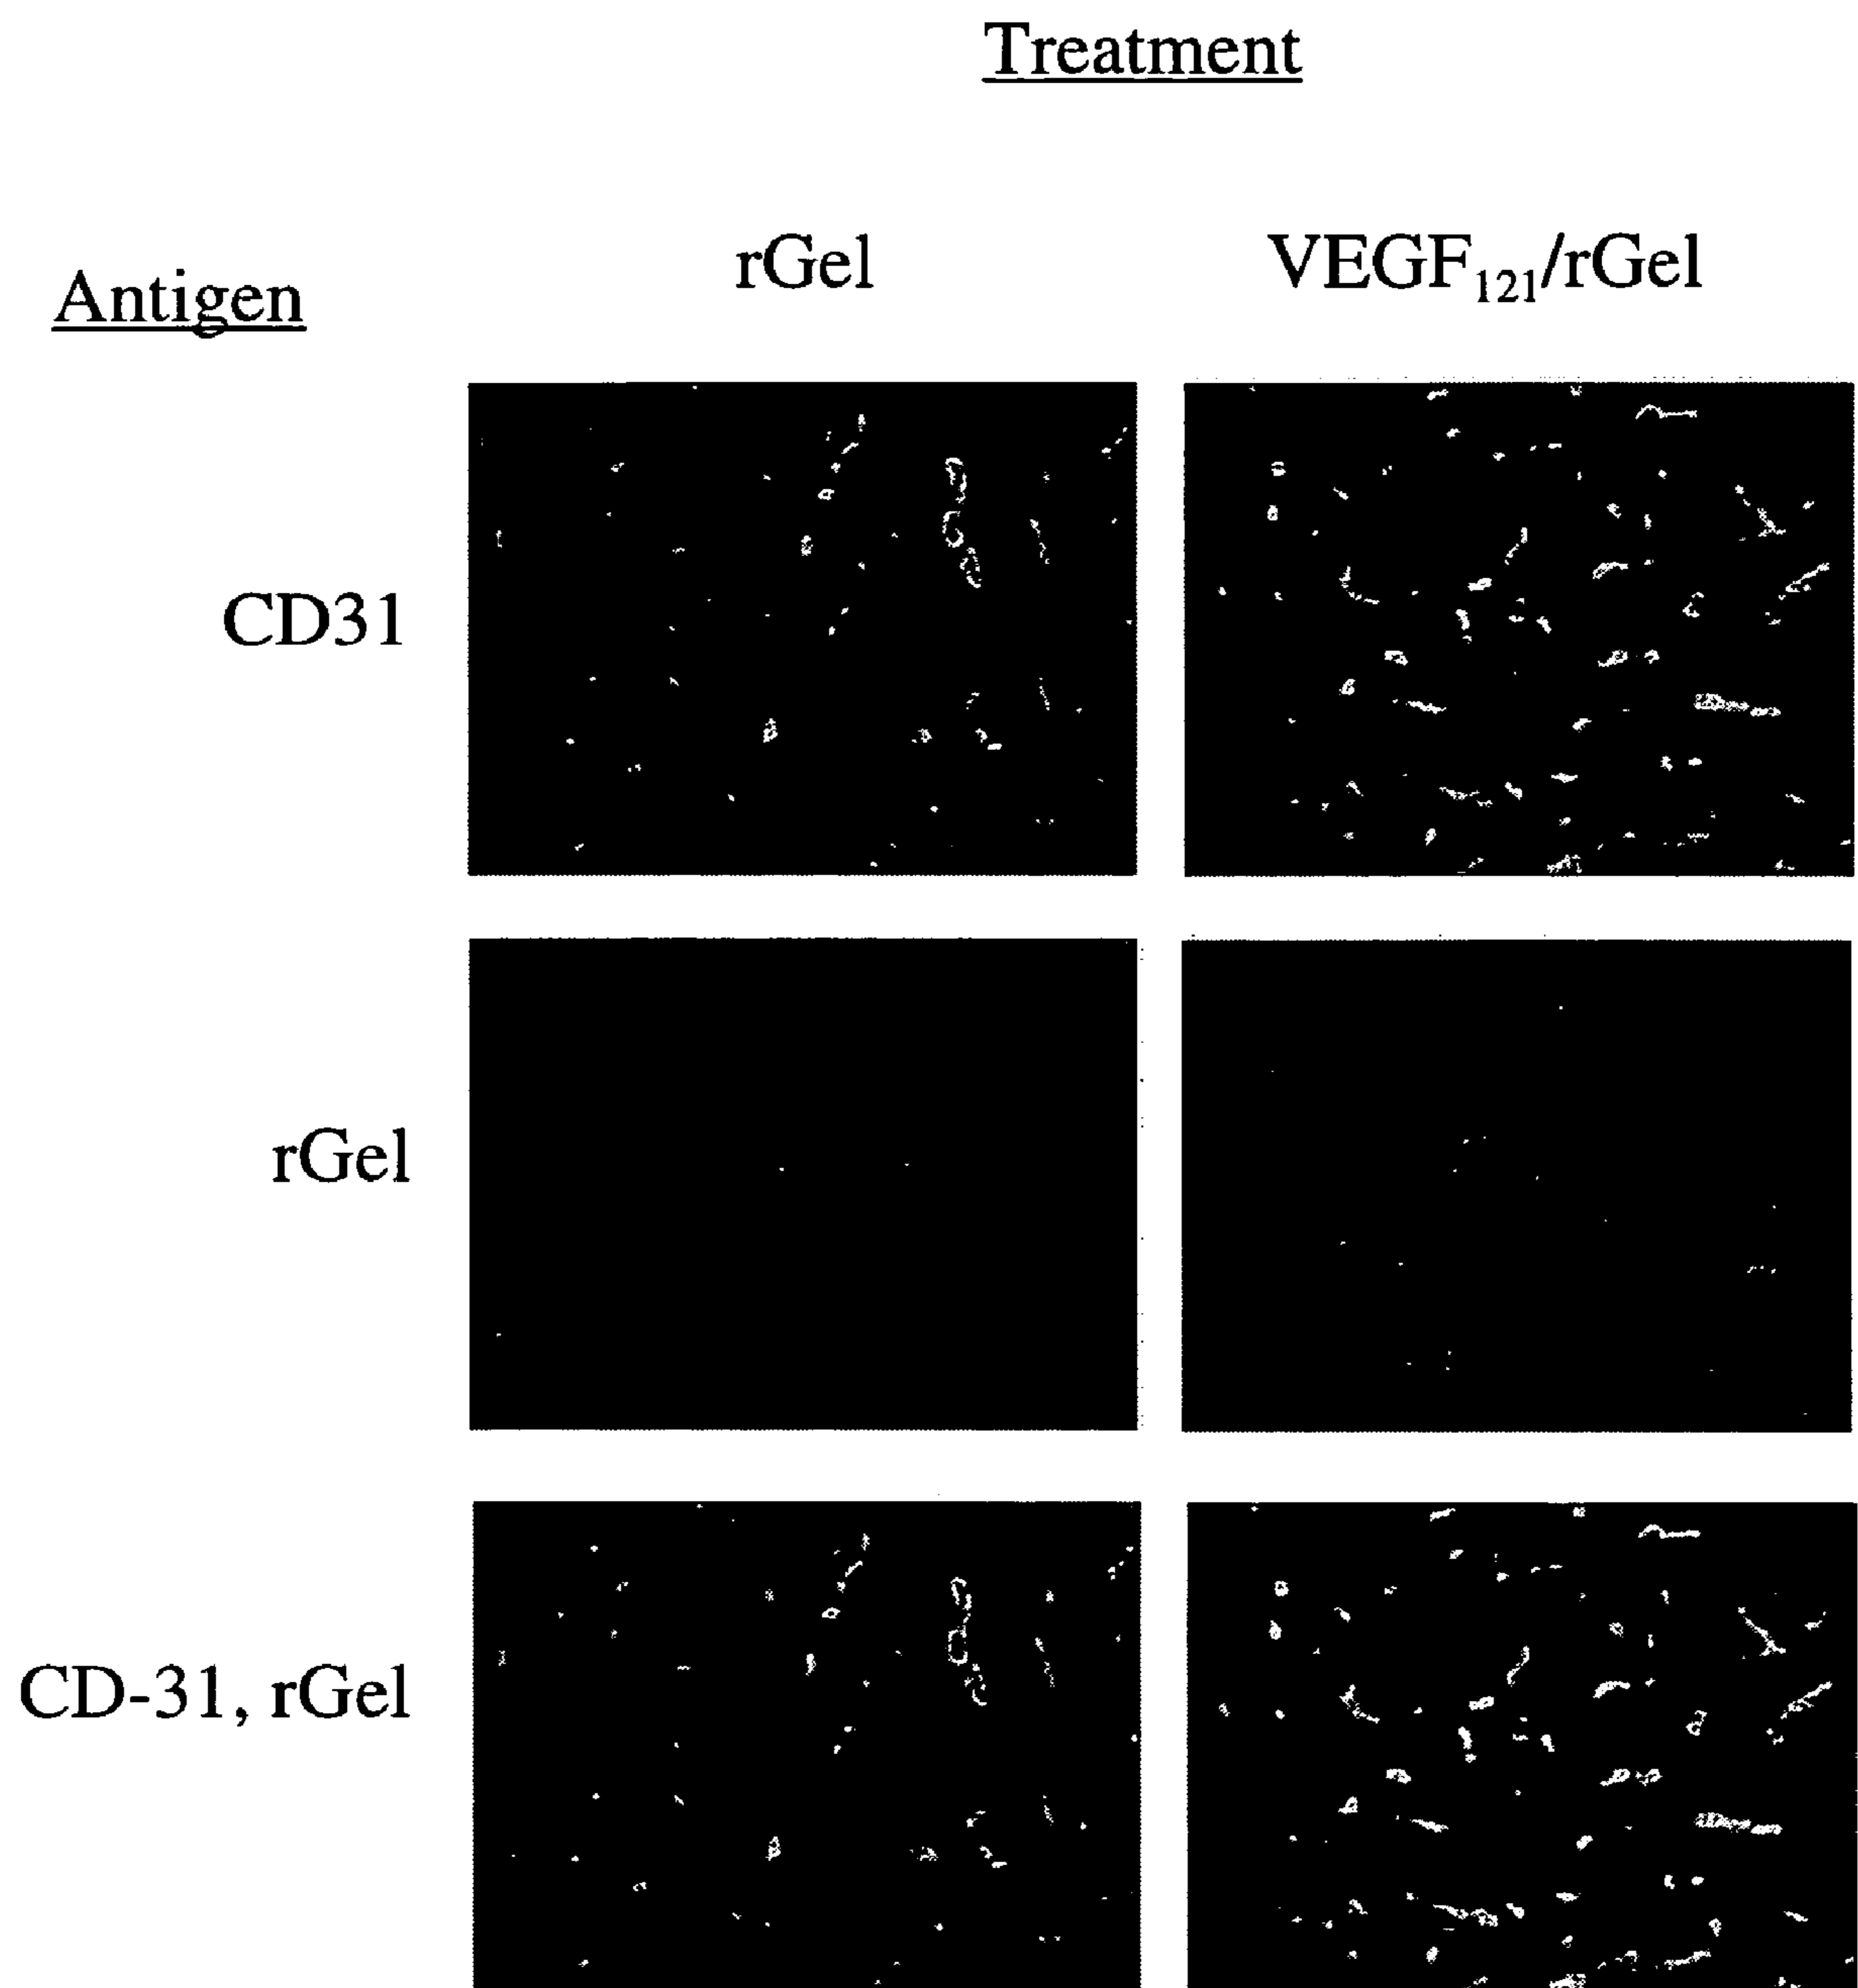 Treatment
rGel VEGF₁₂₁/rGel
Antigen
CD31
rGel
CD-31, rGel